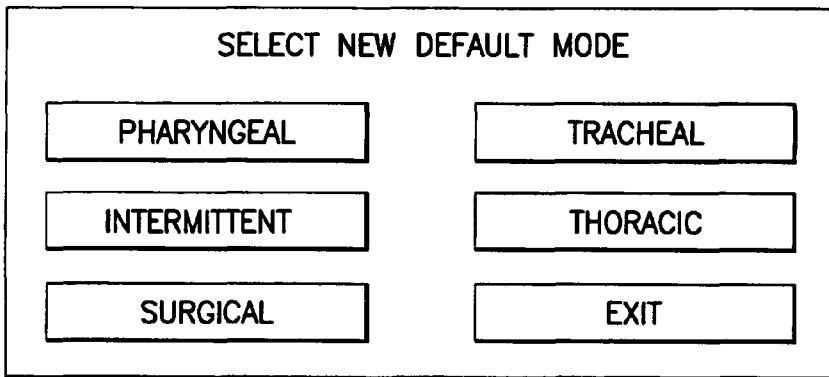 SELECT NEW DEFAULT MODE
PHARYNGEAL
TRACHEAL
INTERMITTENT
THORACIC
SURGICAL
EXIT